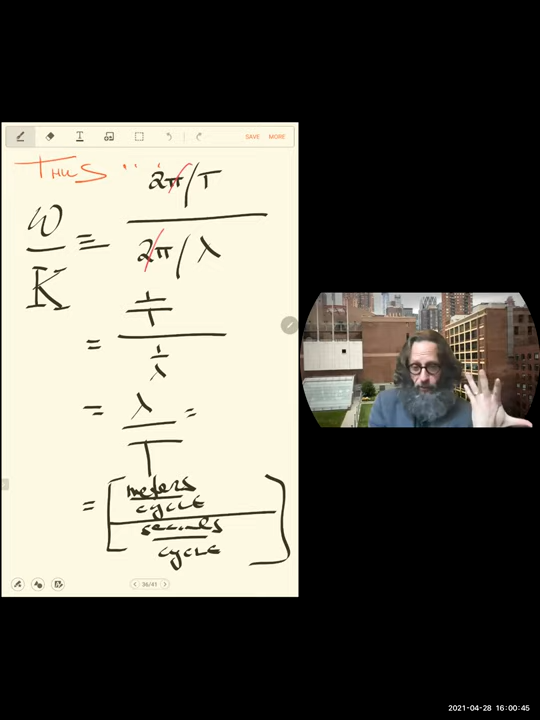 SAVE MORE
THUS
2π/T
ω/K ≡ 2π/λ
= 1/T / 1/λ
= λ/T =
= [meters/cycle
seconds/cycle]
36/41
2021-04-28 16:00:45